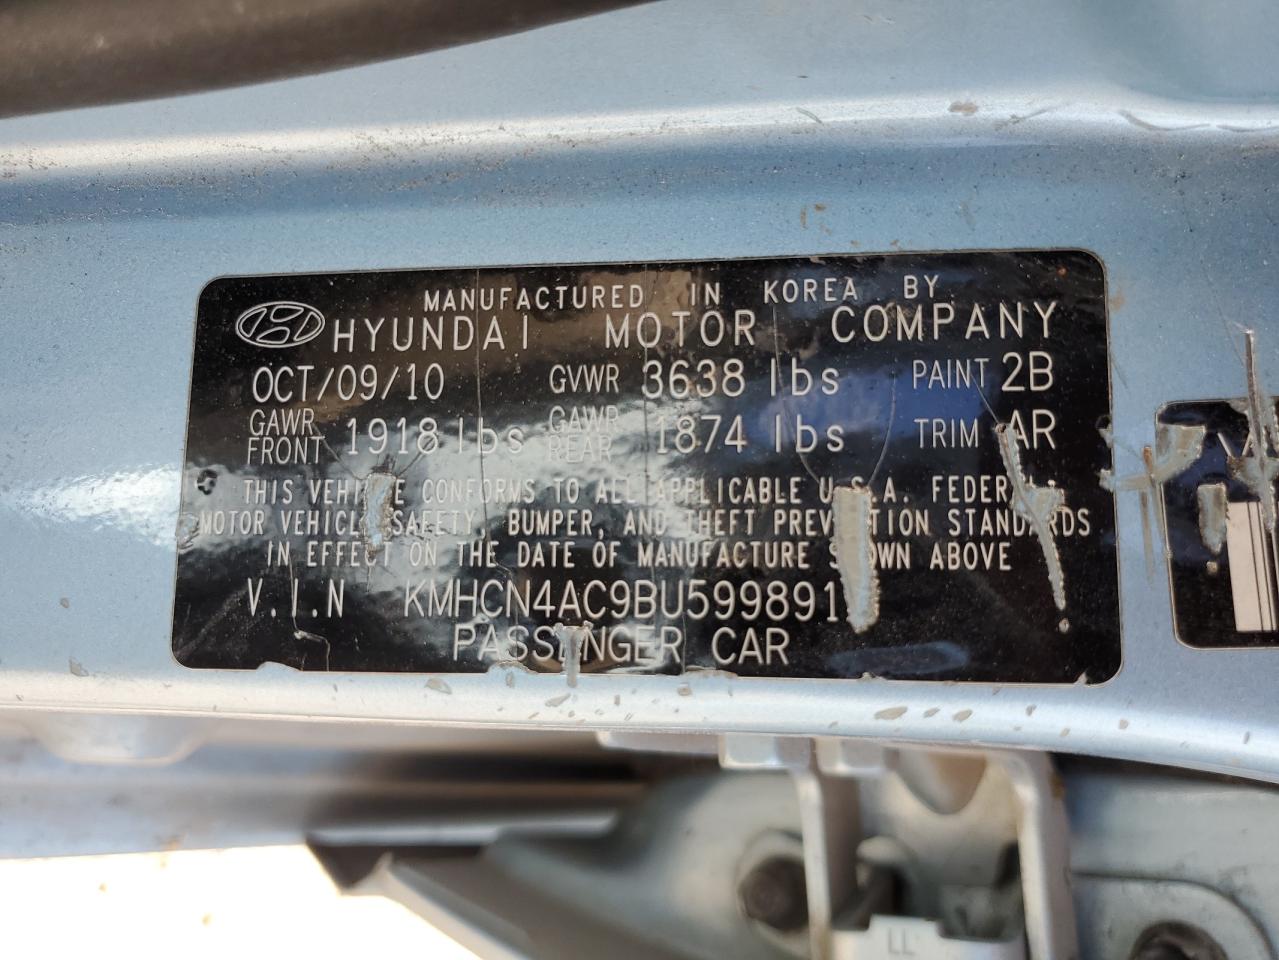 MANUFACTURED IN KOREA BY
HYUNDAI MOTOR COMPANY
OCT/09/10 GVWR 3638 lbs PAINT 2B
GAWR FRONT 1918 lbs GAWR REAR 1874 lbs TRIM AR
THIS VEHICLE CONFORMS TO ALL APPLICABLE U.S.A. FEDERAL
MOTOR VEHICLE SAFETY, BUMPER, AND THEFT PREVENTION STANDARDS
IN EFFECT ON THE DATE OF MANUFACTURE SHOWN ABOVE
V.I.N KMHCN4AC9BU599891
PASSENGER CAR
LL